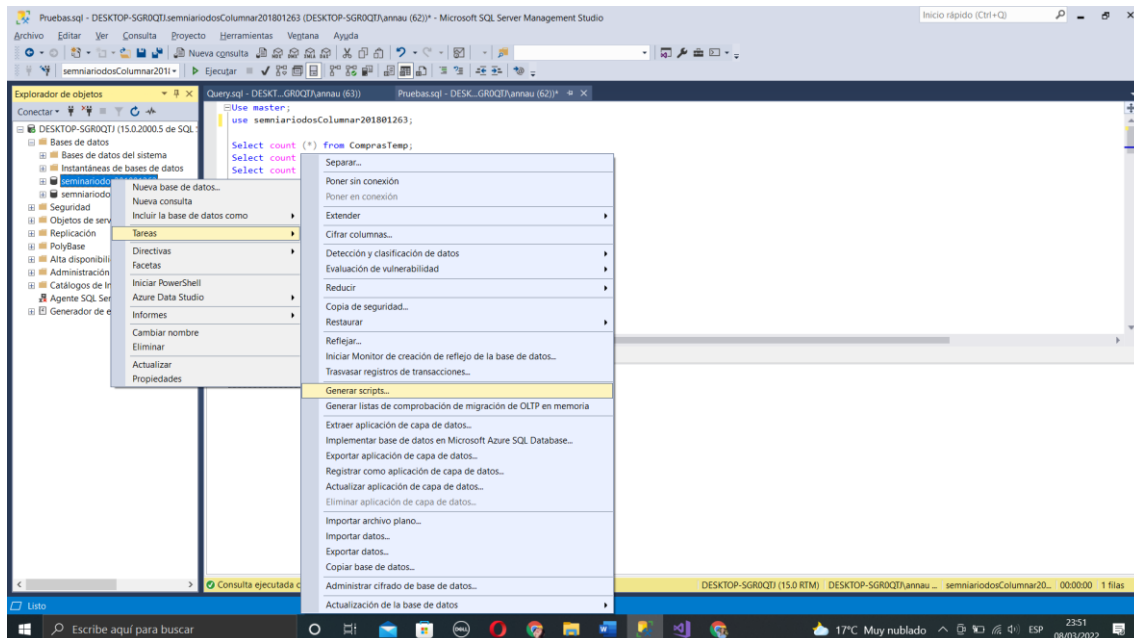 Pruebas.sql - DESKTOP-SGR0QTJ.semniariodosColumnar201801263 (DESKTOP-SGR0QTJ\annau (62))* - Microsoft SQL Server Management Studio
Inicio rápido (Ctrl+Q)
Archivo Editar Ver Consulta Proyecto Herramientas Ventana Ayuda
Nueva consulta
semniariodosColumnar201
Ejecutar
Explorador de objetos
Query.sql - DESKT...GR0QTJ\annau (63))
Pruebas.sql - DESK...GR0QTJ\annau (62))*
Conectar
DESKTOP-SGR0QTJ (15.0.2000.5 de SQL
Bases de datos
Bases de datos del sistema
Instantáneas de bases de datos
semniariodo
Seguridad
Objetos de serv
Replicación
PolyBase
Alta disponibili
Administración
Catálogos de In
Agente SQL Ser
Generador de e
Use master;
use semniariodosColumnar201801263;
Select count (*) from ComprasTemp;
Select count
Select count
Nueva base de datos...
Nueva consulta
Incluir la base de datos como
Tareas
Directivas
Facetas
Iniciar PowerShell
Azure Data Studio
Informes
Cambiar nombre
Eliminar
Actualizar
Propiedades
Separar...
Poner sin conexión
Poner en conexión
Extender
Cifrar columnas...
Detección y clasificación de datos
Evaluación de vulnerabilidad
Reducir
Copia de seguridad...
Restaurar
Reflejar...
Iniciar Monitor de creación de reflejo de la base de datos...
Trasvasar registros de transacciones...
Generar scripts...
Generar listas de comprobación de migración de OLTP en memoria
Extraer aplicación de capa de datos...
Implementar base de datos en Microsoft Azure SQL Database...
Exportar aplicación de capa de datos...
Registrar como aplicación de capa de datos...
Actualizar aplicación de capa de datos...
Eliminar aplicación de capa de datos...
Importar archivo plano...
Importar datos...
Exportar datos...
Copiar base de datos...
Administrar cifrado de base de datos...
Actualización de la base de datos
Consulta ejecutada c
DESKTOP-SGR0QTJ (15.0 RTM)
DESKTOP-SGR0QTJ\annau ...
semniariodosColumnar20...
00:00:00
1 filas
Listo
Escribe aquí para buscar
17°C Muy nublado
ESP
23:51
08/03/2022